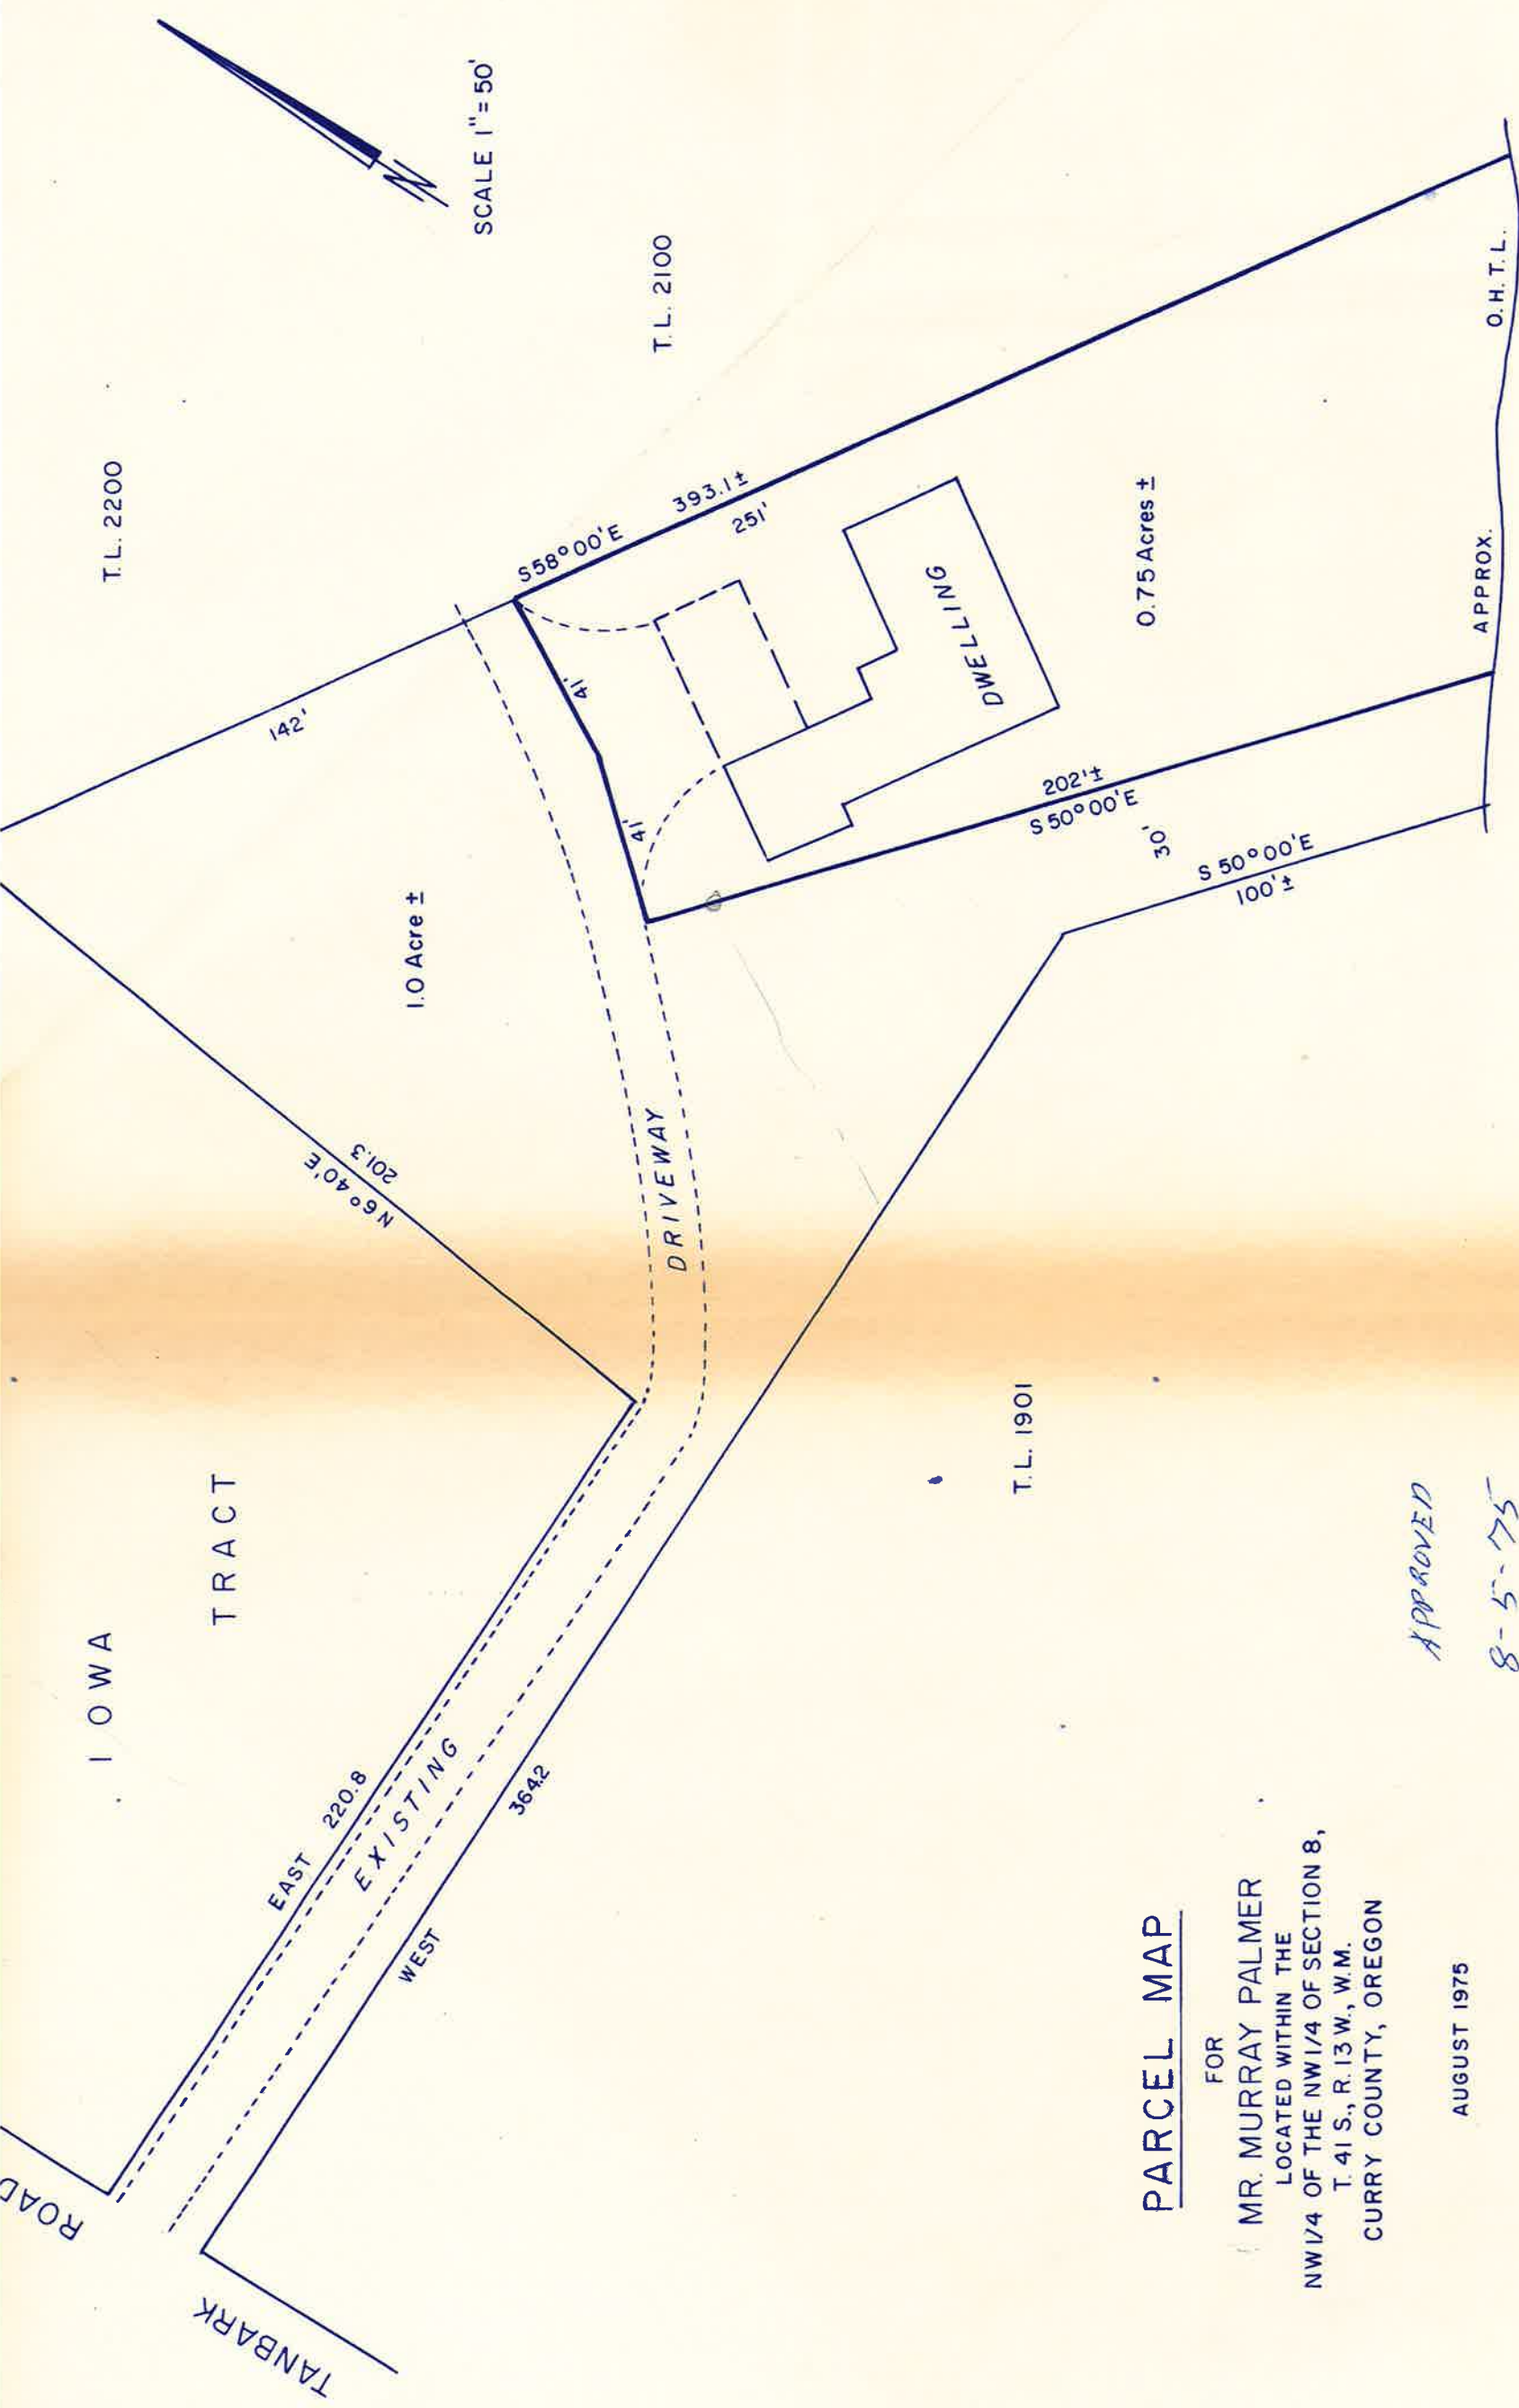 SCALE 1"=50'
N
T.L. 2200
T.L. 2100
142'
S58°00'E
393.1±
251'
41'
41'
DWELLING
0.75 Acres ±
1.0 Acre ±
202'±
S 50°00'E
30'
S 50°00'E
100'±
APPROX.
O.H.T.L.
N6°40'E
201.3
DRIVEWAY
IOWA
TRACT
EAST 220.8
EXISTING
WEST
364.2
T.L. 1901
TANBARK
ROAD
PARCEL MAP
FOR
MR. MURRAY PALMER
LOCATED WITHIN THE
NW1/4 OF THE NW1/4 OF SECTION 8,
T. 41 S., R. 13 W., W.M.
CURRY COUNTY, OREGON
AUGUST 1975
APPROVED
8-5-75